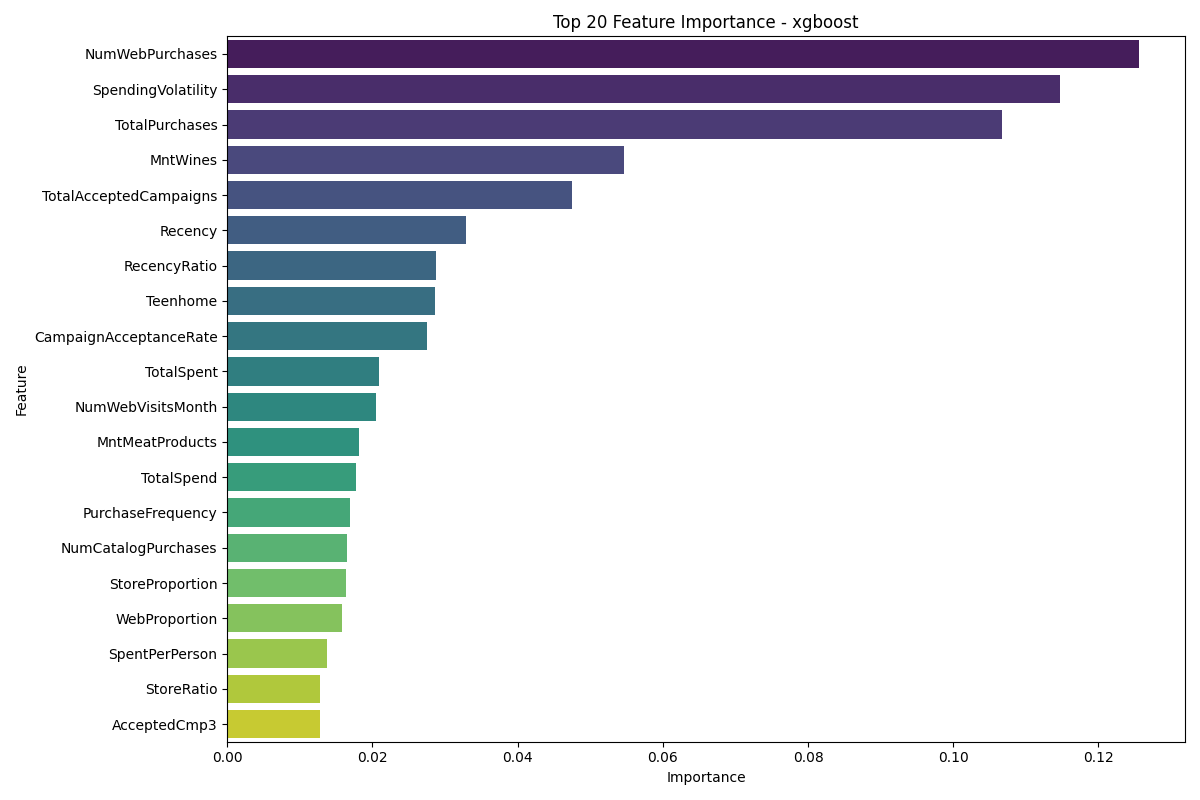 Top 20 Feature Importance - xgboost
NumWebPurchases
SpendingVolatility
TotalPurchases
MntWines
TotalAcceptedCampaigns
Recency
RecencyRatio
Teenhome
CampaignAcceptanceRate
TotalSpent
NumWebVisitsMonth
MntMeatProducts
TotalSpend
PurchaseFrequency
NumCatalogPurchases
StoreProportion
WebProportion
SpentPerPerson
StoreRatio
AcceptedCmp3
Feature
0.00 0.02 0.04 0.06 0.08 0.10 0.12
Importance